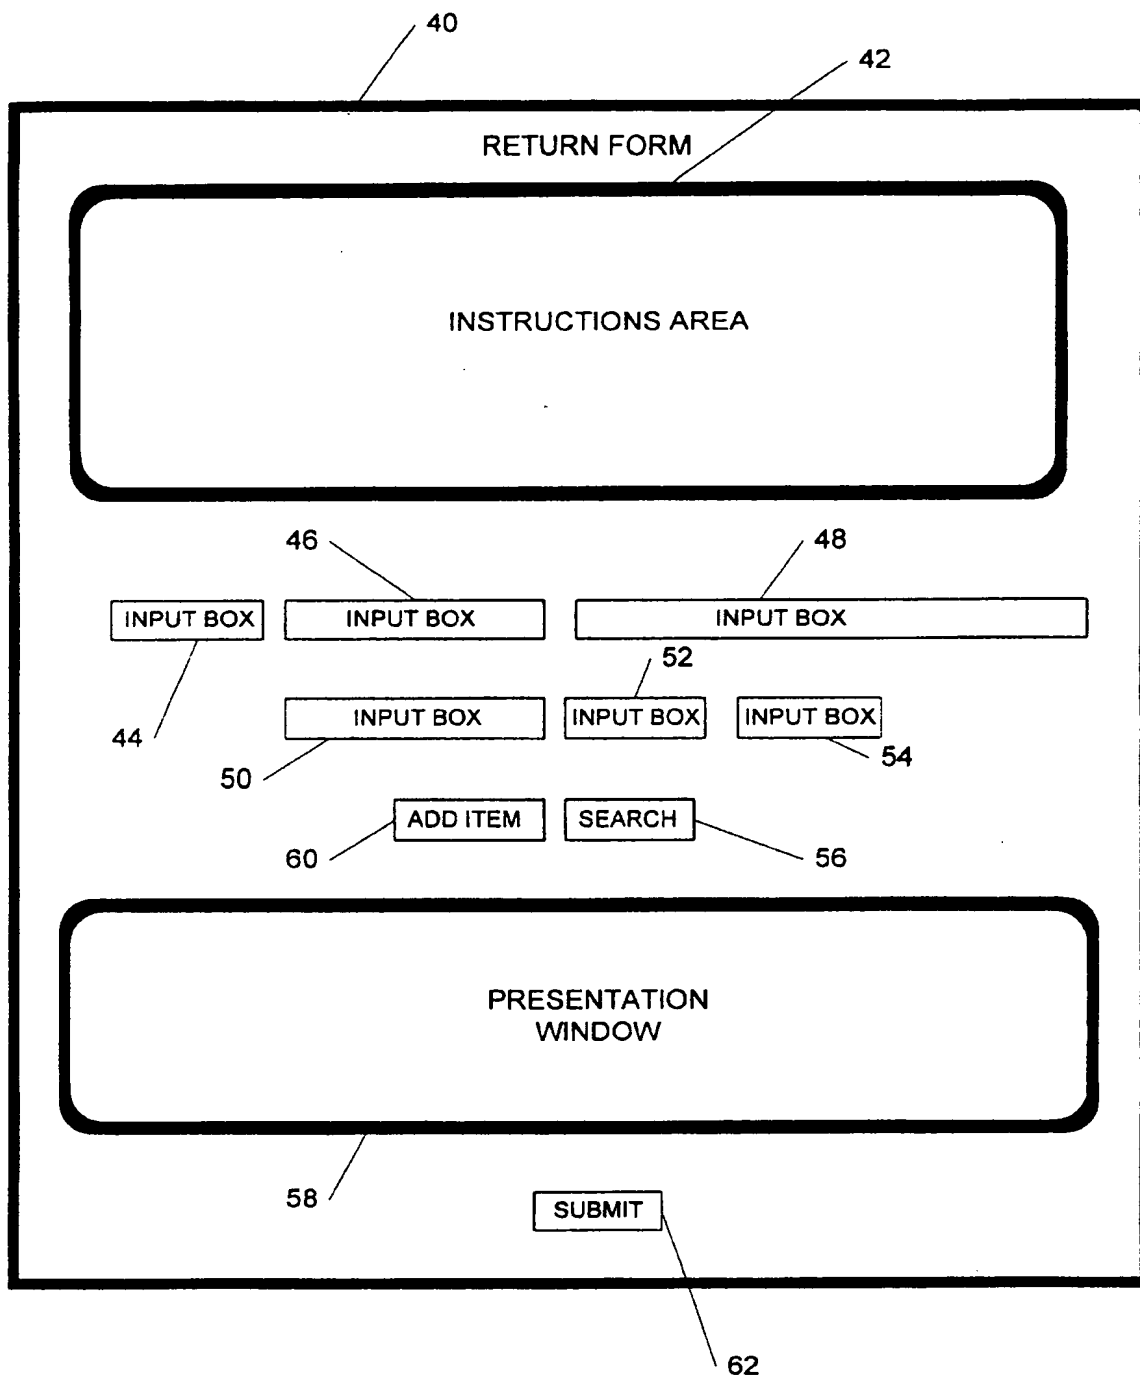 40
42
RETURN FORM
INSTRUCTIONS AREA
46
48
INPUT BOX
INPUT BOX
INPUT BOX
52
INPUT BOX
INPUT BOX
INPUT BOX
44
50
54
ADD ITEM
SEARCH
60
56
PRESENTATION
WINDOW
58
SUBMIT
62